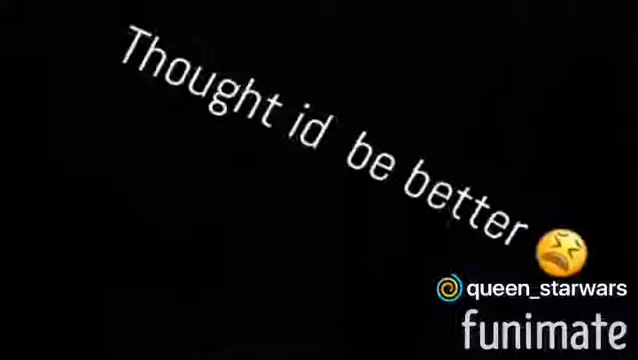 Thought id be better 😫
queen_starwars
funimate